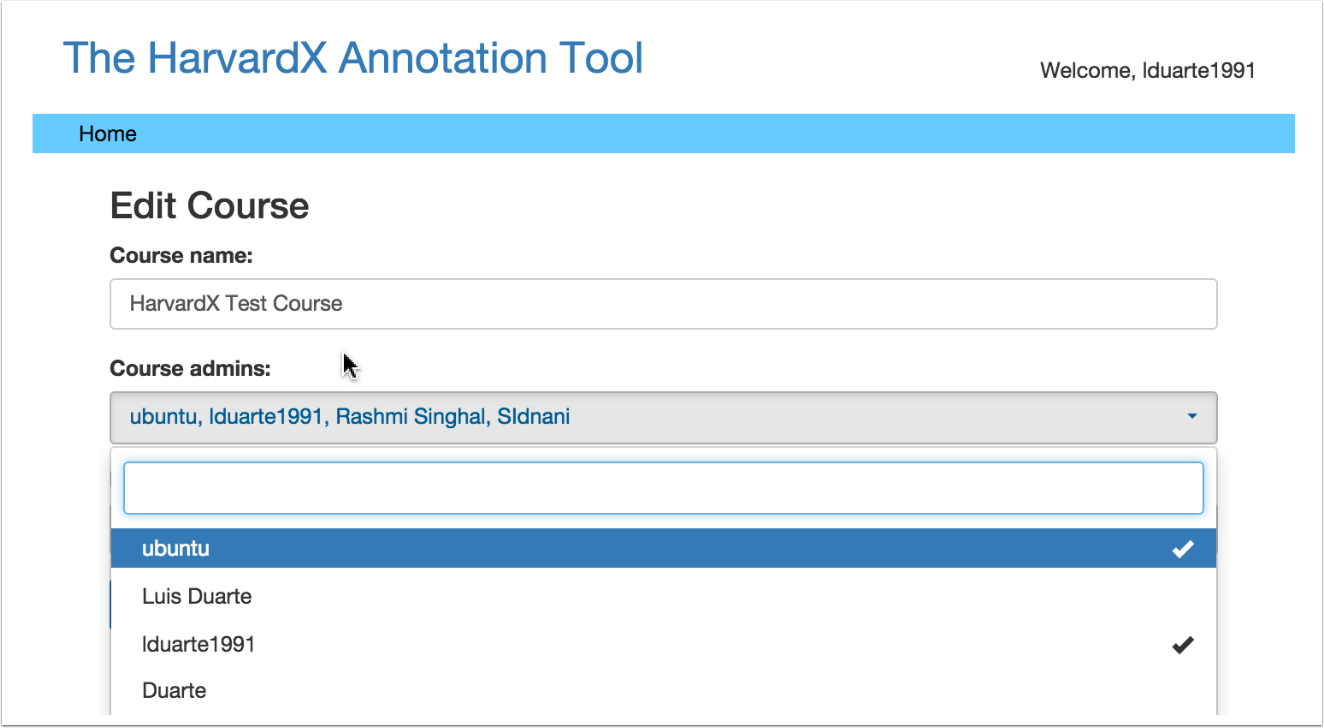 The HarvardX Annotation Tool
Welcome, lduarte1991
Home
Edit Course
Course name:
HarvardX Test Course
Course admins:
ubuntu, lduarte1991, Rashmi Singhal, SIdnani
ubuntu
Luis Duarte
lduarte1991
Duarte